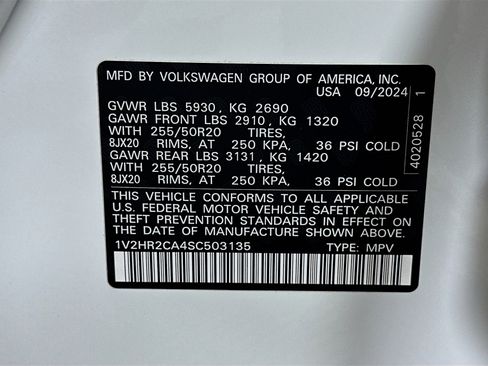 MFD BY VOLKSWAGEN GROUP OF AMERICA, INC.
USA 09/2024
GVWR LBS 5930, KG 2690
GAWR FRONT LBS 2910, KG 1320
WITH 255/50R20 TIRES,
8JX20 RIMS, AT 250 KPA, 36 PSI COLD
GAWR REAR LBS 3131, KG 1420
WITH 255/50R20 TIRES,
8JX20 RIMS, AT 250 KPA, 36 PSI COLD
THIS VEHICLE CONFORMS TO ALL APPLICABLE
U.S. FEDERAL MOTOR VEHICLE SAFETY AND
THEFT PREVENTION STANDARDS IN EFFECT ON
THE DATE OF MANUFACTURE SHOWN ABOVE.
1V2HR2CA4SC503135 TYPE: MPV
4020528 1